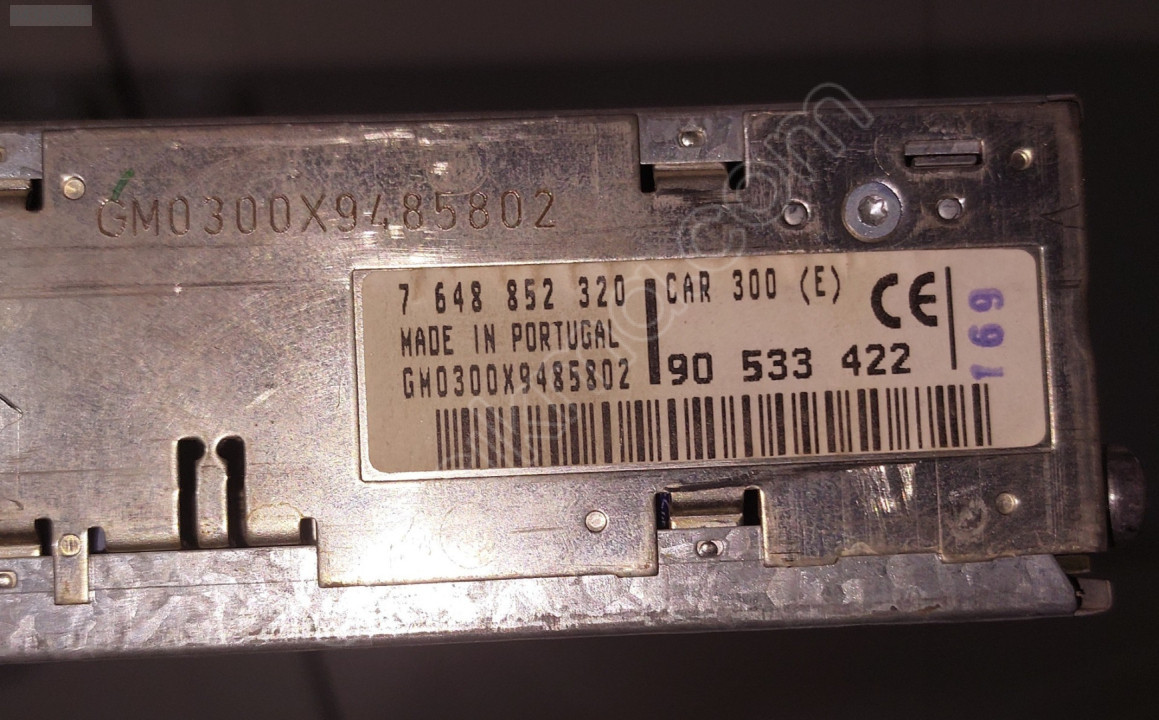 GM0300X9485802
7 648 852 320
CAR 300 (E)
CE
169
MADE IN PORTUGAL
90 533 422
GM0300X9485802